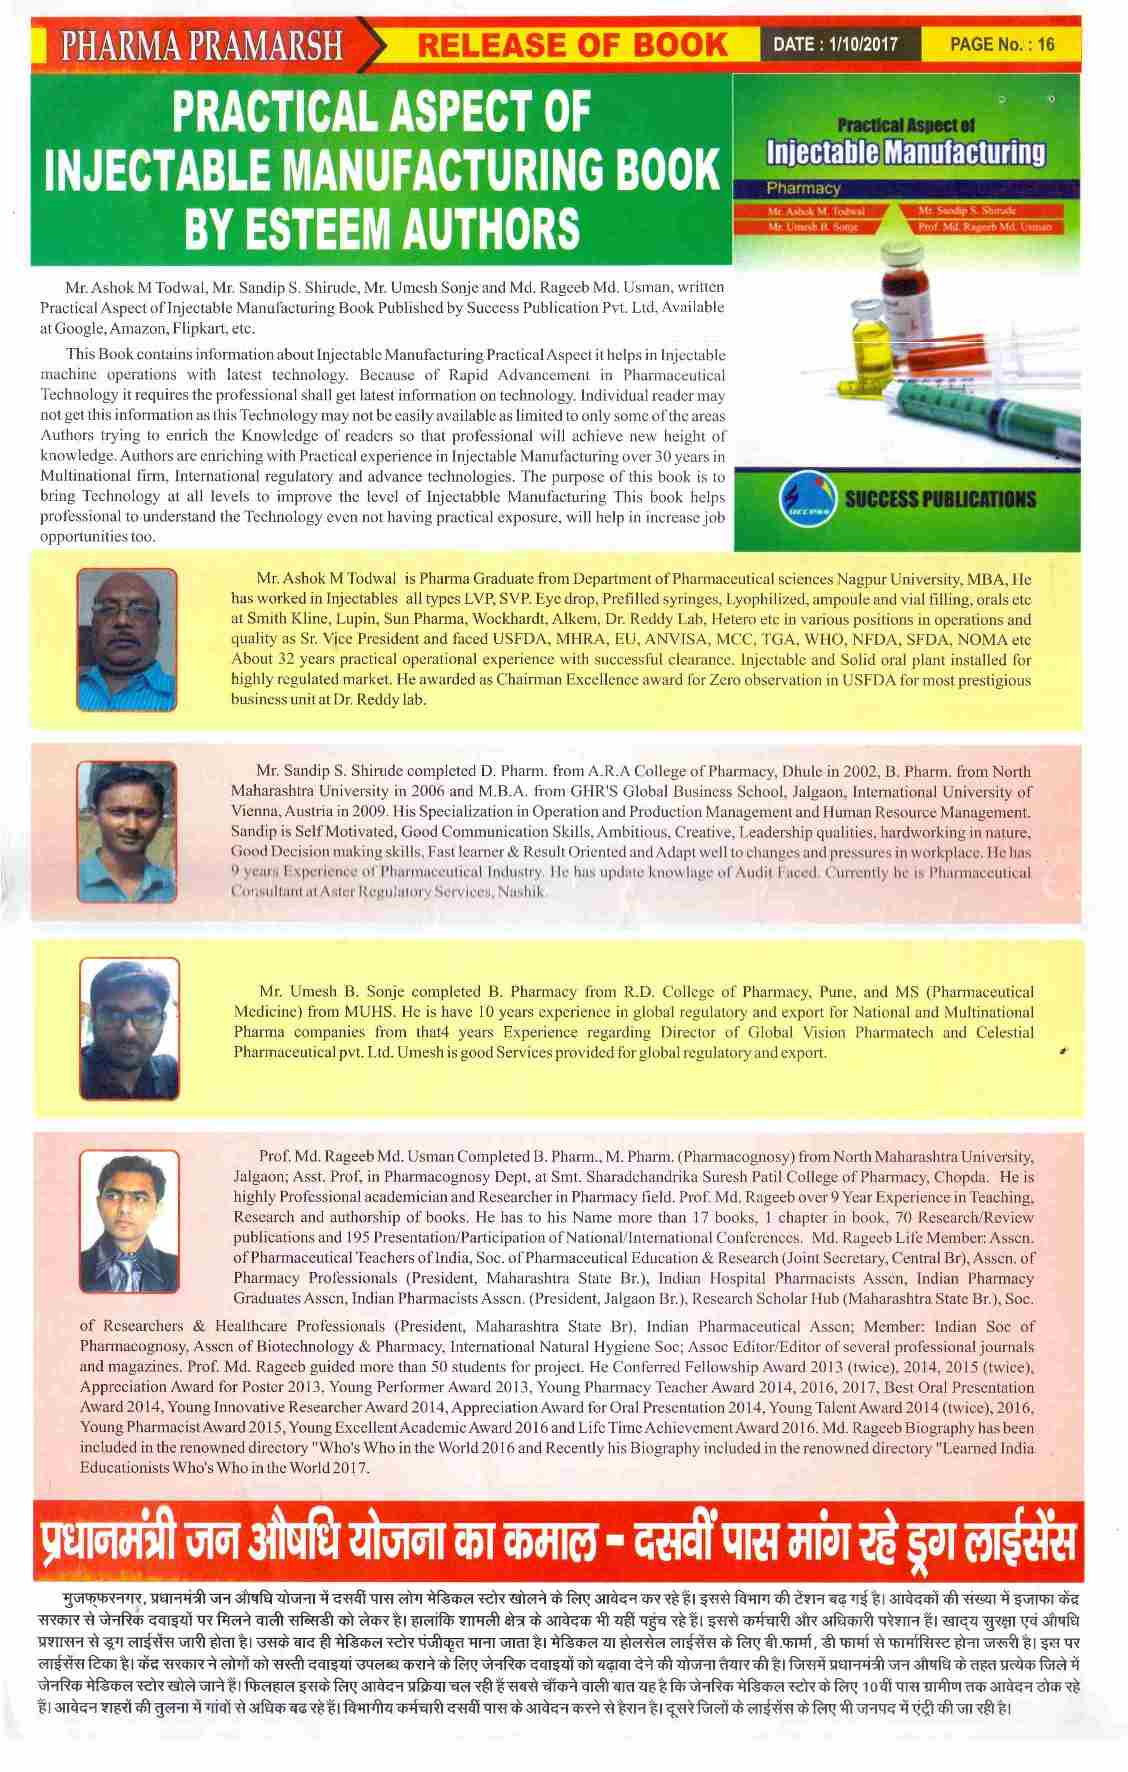 PHARMA PRAMARSH
RELEASE OF BOOK
DATE : 1/10/2017
PAGE No. : 16
PRACTICAL ASPECT OF
INJECTABLE MANUFACTURING BOOK
BY ESTEEM AUTHORS
Practical Aspect of
Injectable Manufacturing
Pharmacy
Mr. Ashok M. Todwal
Mr. Sandip S. Shirude
Mr. Umesh B. Sonje
Prof. Md. Rageeb Md. Usman
SUCCESS
SUCCESS PUBLICATIONS
Mr. Ashok M Todwal, Mr. Sandip S. Shirude, Mr. Umesh Sonje and Md. Rageeb Md. Usman, written
Practical Aspect of Injectable Manufacturing Book Published by Success Publication Pvt. Ltd, Available
at Google, Amazon, Flipkart, etc.
This Book contains information about Injectable Manufacturing Practical Aspect it helps in Injectable
machine operations with latest technology. Because of Rapid Advancement in Pharmaceutical
Technology it requires the professional shall get latest information on technology. Individual reader may
not get this information as this Technology may not be easily available as limited to only some of the areas
Authors trying to enrich the Knowledge of readers so that professional will achieve new height of
knowledge. Authors are enriching with Practical experience in Injectable Manufacturing over 30 years in
Multinational firm, International regulatory and advance technologies. The purpose of this book is to
bring Technology at all levels to improve the level of Injectabble Manufacturing This book helps
professional to understand the Technology even not having practical exposure, will help in increase job
opportunities too.
Mr. Ashok M Todwal is Pharma Graduate from Department of Pharmaceutical sciences Nagpur University, MBA, He
has worked in Injectables all types LVP, SVP. Eye drop, Prefilled syringes, Lyophilized, ampoule and vial filling, orals etc
at Smith Kline, Lupin, Sun Pharma, Wockhardt, Alkem, Dr. Reddy Lab, Hetero etc in various positions in operations and
quality as Sr. Vice President and faced USFDA, MHRA, EU, ANVISA, MCC, TGA, WHO, NFDA, SFDA, NOMA etc
About 32 years practical operational experience with successful clearance. Injectable and Solid oral plant installed for
highly regulated market. He awarded as Chairman Excellence award for Zero observation in USFDA for most prestigious
business unit at Dr. Reddy lab.
Mr. Sandip S. Shirude completed D. Pharm. from A.R.A College of Pharmacy, Dhule in 2002, B. Pharm. from North
Maharashtra University in 2006 and M.B.A. from GHR'S Global Business School, Jalgaon, International University of
Vienna, Austria in 2009. His Specialization in Operation and Production Management and Human Resource Management.
Sandip is Self Motivated, Good Communication Skills, Ambitious, Creative, Leadership qualities, hardworking in nature,
Good Decision making skills, Fast learner & Result Oriented and Adapt well to changes and pressures in workplace. He has
9 years Experience of Pharmaceutical Industry. He has update knowlage of Audit Faced. Currently he is Pharmaceutical
Consultant at Aster Regulatory Services, Nashik.
Mr. Umesh B. Sonje completed B. Pharmacy from R.D. College of Pharmacy, Pune, and MS (Pharmaceutical
Medicine) from MUHS. He is have 10 years experience in global regulatory and export for National and Multinational
Pharma companies from that4 years Experience regarding Director of Global Vision Pharmatech and Celestial
Pharmaceutical pvt. Ltd. Umesh is good Services provided for global regulatory and export.
Prof. Md. Rageeb Md. Usman Completed B. Pharm., M. Pharm. (Pharmacognosy) from North Maharashtra University,
Jalgaon; Asst. Prof, in Pharmacognosy Dept, at Smt. Sharadchandrika Suresh Patil College of Pharmacy, Chopda. He is
highly Professional academician and Researcher in Pharmacy field. Prof. Md. Rageeb over 9 Year Experience in Teaching,
Research and authorship of books. He has to his Name more than 17 books, 1 chapter in book, 70 Research/Review
publications and 195 Presentation/Participation of National/International Conferences. Md. Rageeb Life Member: Asscn.
of Pharmaceutical Teachers of India, Soc. of Pharmaceutical Education & Research (Joint Secretary, Central Br), Asscn. of
Pharmacy Professionals (President, Maharashtra State Br.), Indian Hospital Pharmacists Asscn, Indian Pharmacy
Graduates Asscn, Indian Pharmacists Asscn. (President, Jalgaon Br.), Research Scholar Hub (Maharashtra State Br.), Soc.
of Researchers & Healthcare Professionals (President, Maharashtra State Br), Indian Pharmaceutical Asscn; Member: Indian Soc of
Pharmacognosy, Asscn of Biotechnology & Pharmacy, International Natural Hygiene Soc; Assoc Editor/Editor of several professional journals
and magazines. Prof. Md. Rageeb guided more than 50 students for project. He Conferred Fellowship Award 2013 (twice), 2014, 2015 (twice),
Appreciation Award for Poster 2013, Young Performer Award 2013, Young Pharmacy Teacher Award 2014, 2016, 2017, Best Oral Presentation
Award 2014, Young Innovative Researcher Award 2014, Appreciation Award for Oral Presentation 2014, Young Talent Award 2014 (twice), 2016,
Young Pharmacist Award 2015, Young Excellent Academic Award 2016 and Life Time Achievement Award 2016. Md. Rageeb Biography has been
included in the renowned directory "Who's Who in the World 2016 and Recently his Biography included in the renowned directory "Learned India
Educationists Who's Who in the World 2017.
प्रधानमंत्री जन औषधि योजना का कमाल - दसवीं पास मांग रहे ड्रग लाईसेंस
मुजफ्फरनगर, प्रधानमंत्री जन औषधि योजना में दसवीं पास लोग मेडिकल स्टोर खोलने के लिए आवेदन कर रहे हैं। इससे विभाग की टेंशन बढ़ गई है। आवेदकों की संख्या में इजाफा केंद्र
सरकार से जेनरिक दवाइयों पर मिलने वाली सब्सिडी को लेकर है। हालांकि शामली क्षेत्र के आवेदक भी यहीं पहुंच रहे हैं। इससे कर्मचारी और अधिकारी परेशान हैं। खाद्य सुरक्षा एवं औषधि
प्रशासन से ड्रग लाईसेंस जारी होता है। उसके बाद ही मेडिकल स्टोर पंजीकृत माना जाता है। मेडिकल या होलसेल लाईसेंस के लिए बी.फार्मा, डी फार्मा से फार्मासिस्ट होना जरूरी है। इस पर
लाईसेंस टिका है। केंद्र सरकार ने लोगों को सस्ती दवाइयां उपलब्ध कराने के लिए जेनरिक दवाइयों को बढ़ावा देने की योजना तैयार की है। जिसमें प्रधानमंत्री जन औषधि के तहत प्रत्येक जिले में
जेनरिक मेडिकल स्टोर खोले जाने हैं। फिलहाल इसके लिए आवेदन प्रक्रिया चल रही हैं सबसे चौंकने वाली बात यह है कि जेनरिक मेडिकल स्टोर के लिए 10वीं पास ग्रामीण तक आवेदन ठोक रहे
हैं। आवेदन शहरों की तुलना में गांवों से अधिक बढ रहे हैं। विभागीय कर्मचारी दसवीं पास के आवेदन करने से हैरान है। दूसरे जिलों के लाईसेंस के लिए भी जनपद में एंट्री की जा रही है।